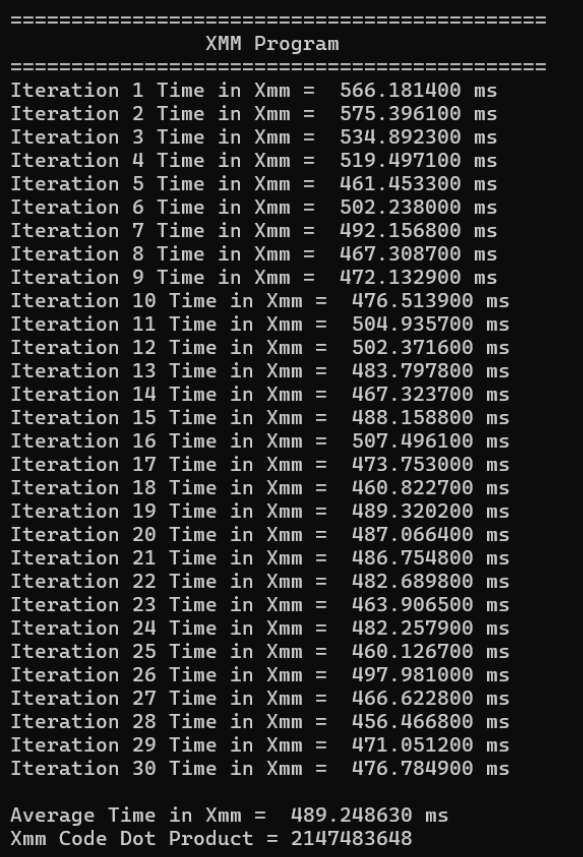 ============================================
XMM Program
============================================
Iteration 1 Time in Xmm =  566.181400 ms
Iteration 2 Time in Xmm =  575.396100 ms
Iteration 3 Time in Xmm =  534.892300 ms
Iteration 4 Time in Xmm =  519.497100 ms
Iteration 5 Time in Xmm =  461.453300 ms
Iteration 6 Time in Xmm =  502.238000 ms
Iteration 7 Time in Xmm =  492.156800 ms
Iteration 8 Time in Xmm =  467.308700 ms
Iteration 9 Time in Xmm =  472.132900 ms
Iteration 10 Time in Xmm =  476.513900 ms
Iteration 11 Time in Xmm =  504.935700 ms
Iteration 12 Time in Xmm =  502.371600 ms
Iteration 13 Time in Xmm =  483.797800 ms
Iteration 14 Time in Xmm =  467.323700 ms
Iteration 15 Time in Xmm =  488.158800 ms
Iteration 16 Time in Xmm =  507.496100 ms
Iteration 17 Time in Xmm =  473.753000 ms
Iteration 18 Time in Xmm =  460.822700 ms
Iteration 19 Time in Xmm =  489.320200 ms
Iteration 20 Time in Xmm =  487.066400 ms
Iteration 21 Time in Xmm =  486.754800 ms
Iteration 22 Time in Xmm =  482.689800 ms
Iteration 23 Time in Xmm =  463.906500 ms
Iteration 24 Time in Xmm =  482.257900 ms
Iteration 25 Time in Xmm =  460.126700 ms
Iteration 26 Time in Xmm =  497.981000 ms
Iteration 27 Time in Xmm =  466.622800 ms
Iteration 28 Time in Xmm =  456.466800 ms
Iteration 29 Time in Xmm =  471.051200 ms
Iteration 30 Time in Xmm =  476.784900 ms
Average Time in Xmm =  489.248630 ms
Xmm Code Dot Product = 2147483648